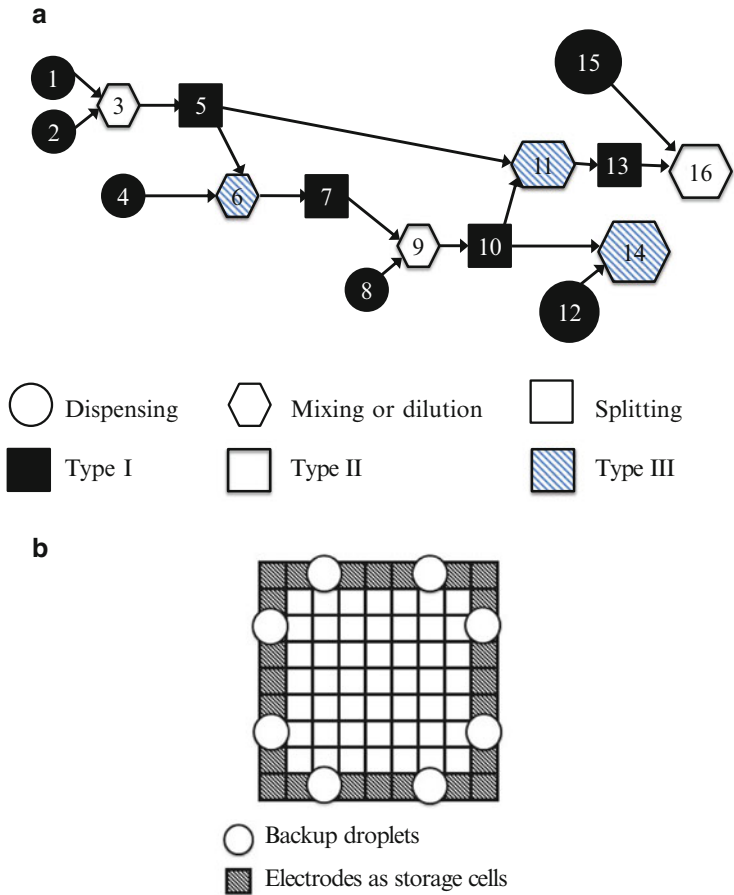 a
1
2
3
5
4
6
7
8
9
10
11
12
13
14
15
16
Dispensing
Mixing or dilution
Splitting
Type I
Type II
Type III
b
Backup droplets
Electrodes as storage cells